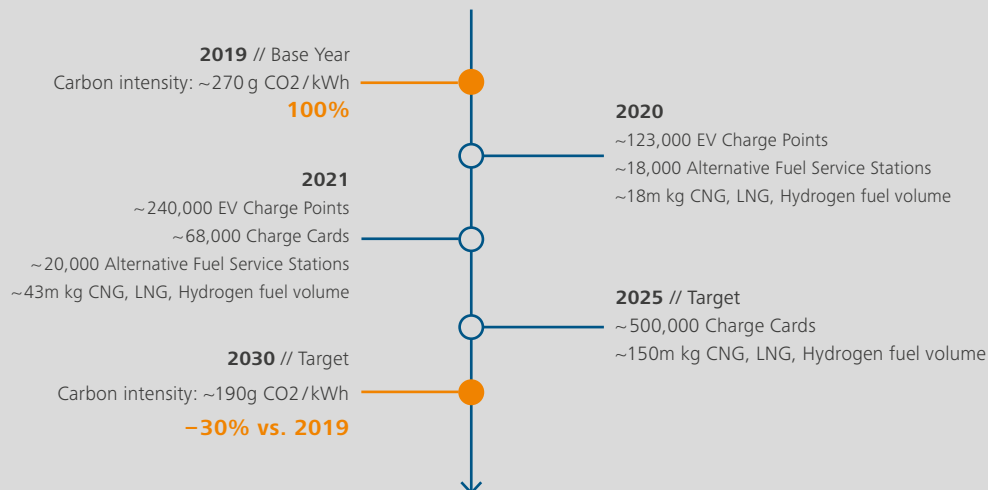 2019 // Base Year
Carbon intensity: ~270 g CO2/kWh
100%
2020
~123,000 EV Charge Points
~18,000 Alternative Fuel Service Stations
~18m kg CNG, LNG, Hydrogen fuel volume
2021
~240,000 EV Charge Points
~68,000 Charge Cards
~20,000 Alternative Fuel Service Stations
~43m kg CNG, LNG, Hydrogen fuel volume
2025 // Target
~500,000 Charge Cards
~150m kg CNG, LNG, Hydrogen fuel volume
2030 // Target
Carbon intensity: ~190g CO2/kWh
−30% vs. 2019